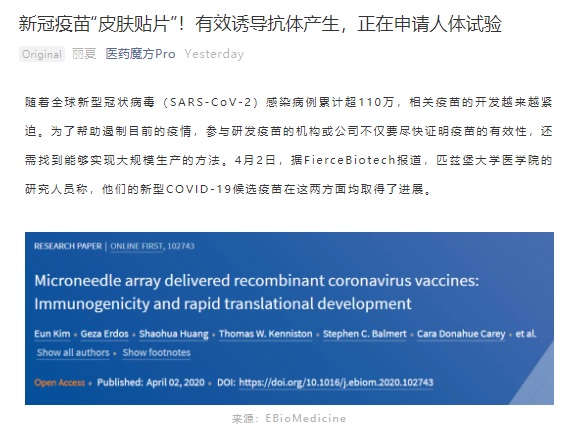 新冠疫苗“皮肤贴片”！有效诱导抗体产生，正在申请人体试验
Original 丽夏 医药魔方Pro Yesterday
随着全球新型冠状病毒（SARS-CoV-2）感染病例累计超110万，相关疫苗的开发越来越紧
迫。为了帮助遏制目前的疫情，参与研发疫苗的机构或公司不仅要尽快证明疫苗的有效性，还
需找到能够实现大规模生产的方法。4月2日，据FierceBiotech报道，匹兹堡大学医学院的
研究人员称，他们的新型COVID-19候选疫苗在这两方面均取得了进展。
RESEARCH PAPER | ONLINE FIRST, 102743
Microneedle array delivered recombinant coronavirus vaccines:
Immunogenicity and rapid translational development
Eun Kim • Geza Erdos • Shaohua Huang • Thomas W. Kenniston • Stephen C. Balmert • Cara Donahue Carey • et al.
Show all authors • Show footnotes
Open Access • Published: April 02, 2020 • DOI: https://doi.org/10.1016/j.ebiom.2020.102743
来源：EBioMedicine